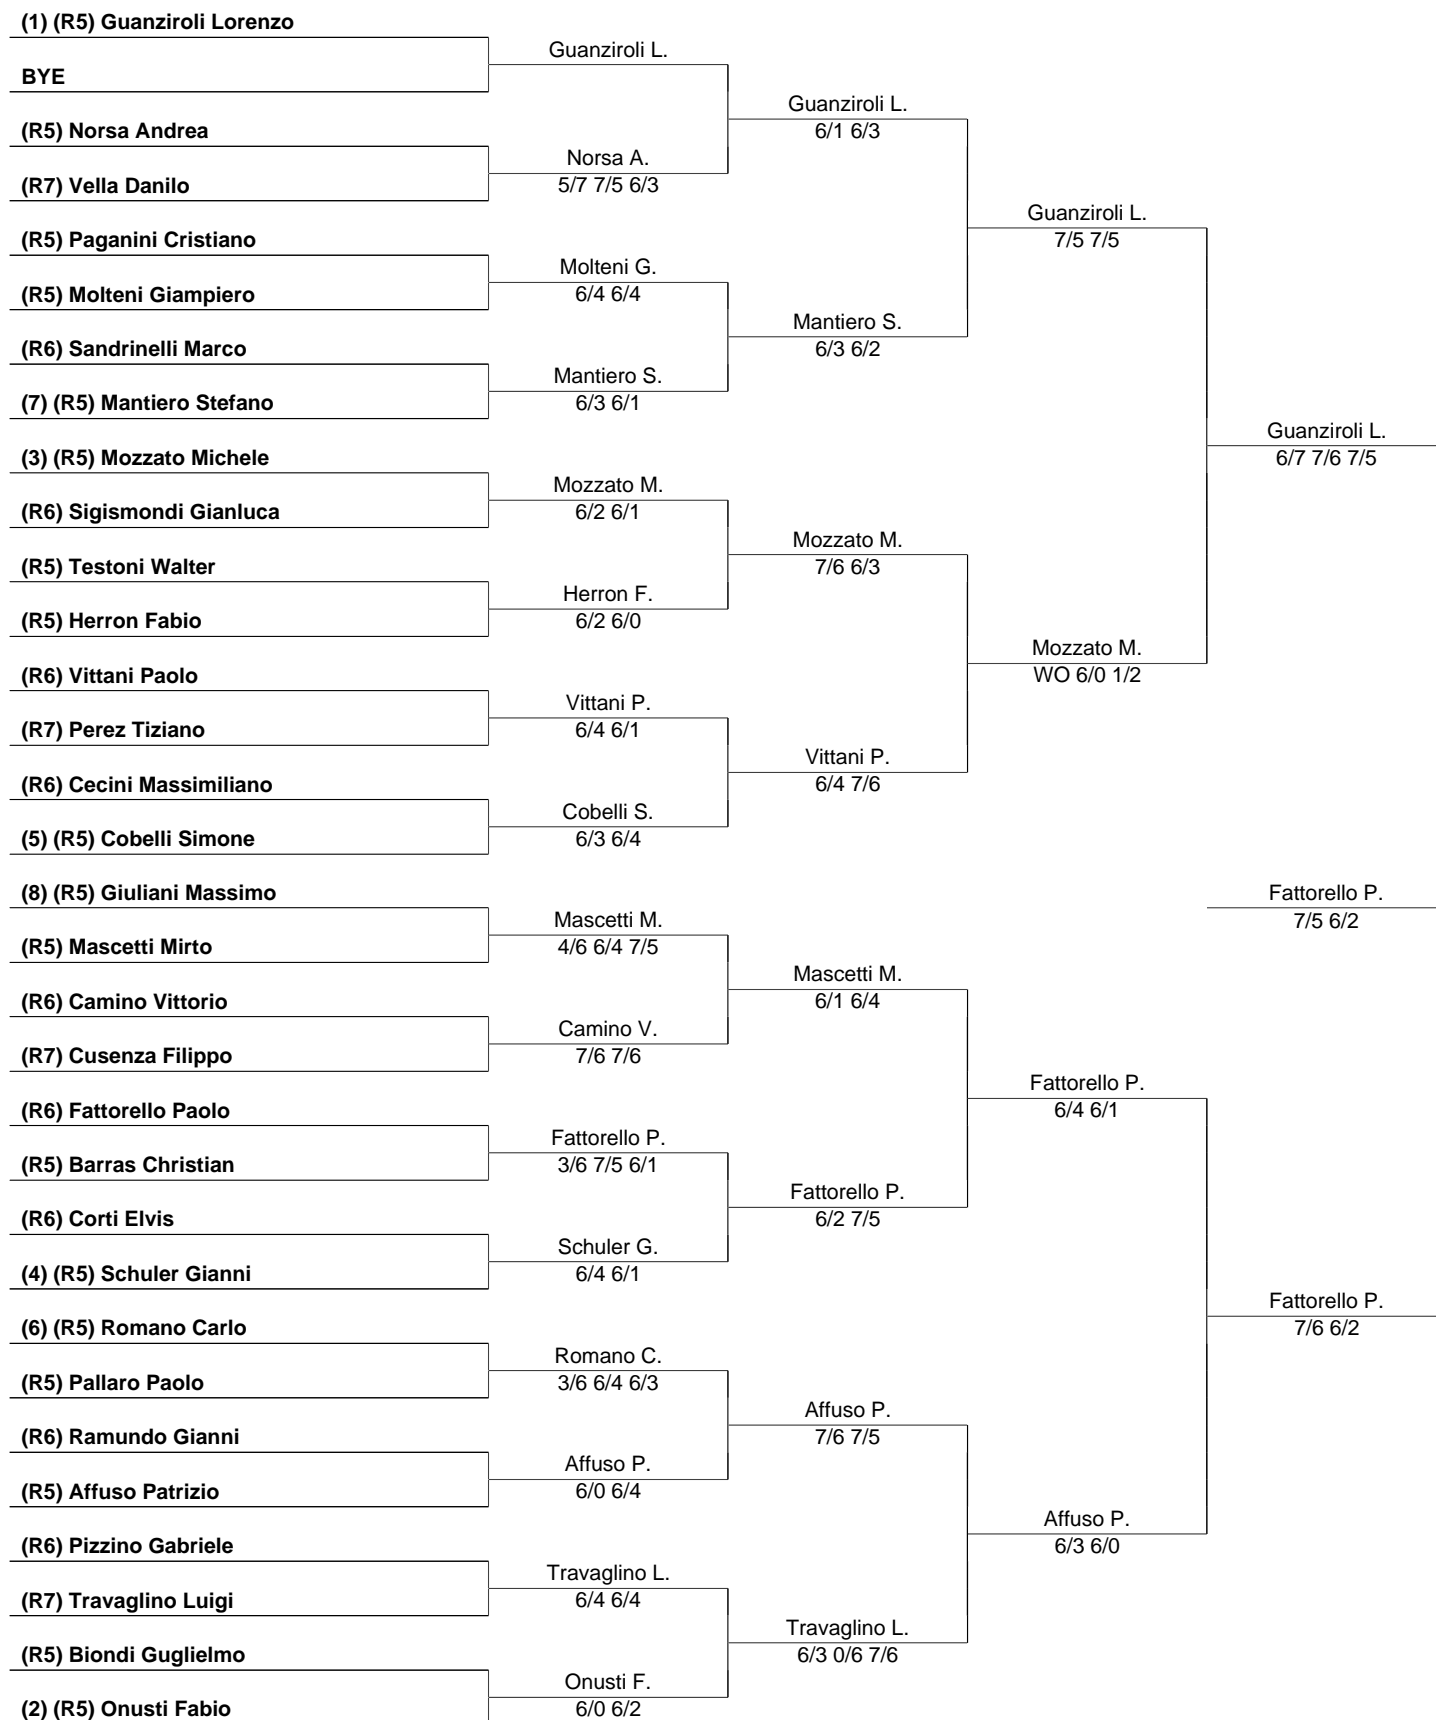 (1) (R5) Guanziroli Lorenzo
BYE
(R5) Norsa Andrea
(R7) Vella Danilo
(R5) Paganini Cristiano
(R5) Molteni Giampiero
(R6) Sandrinelli Marco
(7) (R5) Mantiero Stefano
(3) (R5) Mozzato Michele
(R6) Sigismondi Gianluca
(R5) Testoni Walter
(R5) Herron Fabio
(R6) Vittani Paolo
(R7) Perez Tiziano
(R6) Cecini Massimiliano
(5) (R5) Cobelli Simone
(8) (R5) Giuliani Massimo
(R5) Mascetti Mirto
(R6) Camino Vittorio
(R7) Cusenza Filippo
(R6) Fattorello Paolo
(R5) Barras Christian
(R6) Corti Elvis
(4) (R5) Schuler Gianni
(6) (R5) Romano Carlo
(R5) Pallaro Paolo
(R6) Ramundo Gianni
(R5) Affuso Patrizio
(R6) Pizzino Gabriele
(R7) Travaglino Luigi
(R5) Biondi Guglielmo
(2) (R5) Onusti Fabio
Guanziroli L.
Norsa A.
5/7 7/5 6/3
Molteni G.
6/4 6/4
Mantiero S.
6/3 6/1
Mozzato M.
6/2 6/1
Herron F.
6/2 6/0
Vittani P.
6/4 6/1
Cobelli S.
6/3 6/4
Mascetti M.
4/6 6/4 7/5
Camino V.
7/6 7/6
Fattorello P.
3/6 7/5 6/1
Schuler G.
6/4 6/1
Romano C.
3/6 6/4 6/3
Affuso P.
6/0 6/4
Travaglino L.
6/4 6/4
Onusti F.
6/0 6/2
Guanziroli L.
6/1 6/3
Mantiero S.
6/3 6/2
Mozzato M.
7/6 6/3
Vittani P.
6/4 7/6
Mascetti M.
6/1 6/4
Fattorello P.
6/2 7/5
Affuso P.
7/6 7/5
Travaglino L.
6/3 0/6 7/6
Guanziroli L.
7/5 7/5
Mozzato M.
WO 6/0 1/2
Fattorello P.
6/4 6/1
Affuso P.
6/3 6/0
Guanziroli L.
6/7 7/6 7/5
Fattorello P.
7/5 6/2
Fattorello P.
7/6 6/2